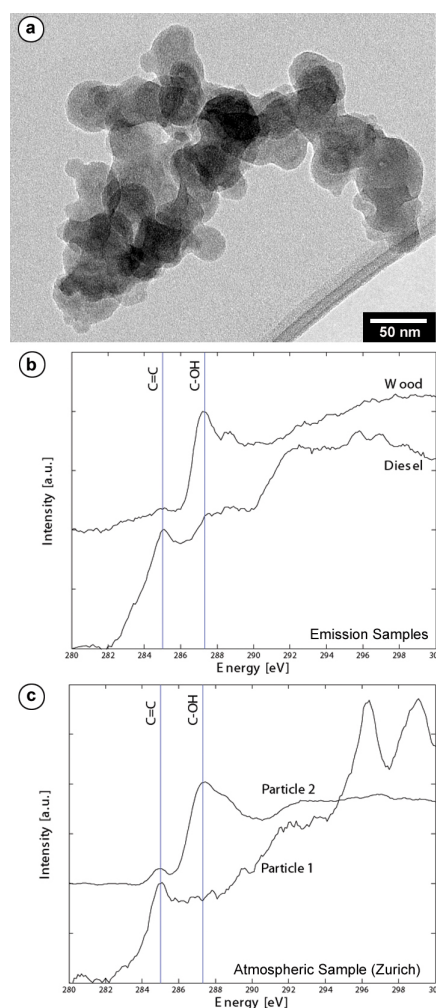 a
50 nm
b
C=C
C-OH
Wood
Diesel
Intensity [a.u.]
Emission Samples
280 282 284 286 288 290 292 294 296 298 30
Energy [eV]
c
C=C
C-OH
Particle 2
Particle 1
Intensity [a.u.]
Atmospheric Sample (Zurich)
280 282 284 286 288 290 292 294 296 298 30
Energy [eV]